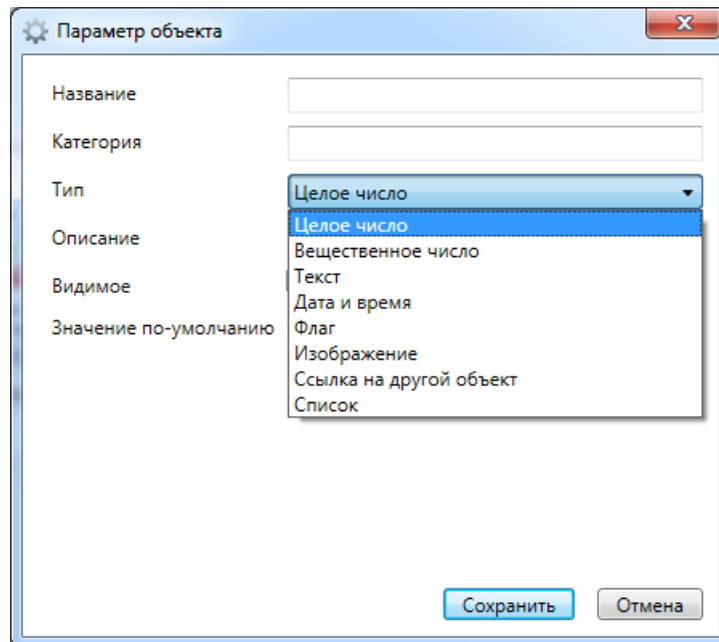 Параметр объекта
Название
Категория
Тип
Целое число
Целое число
Вещественное число
Описание
Текст
Видимое
Дата и время
Значение по-умолчанию
Флаг
Изображение
Ссылка на другой объект
Список
Сохранить
Отмена